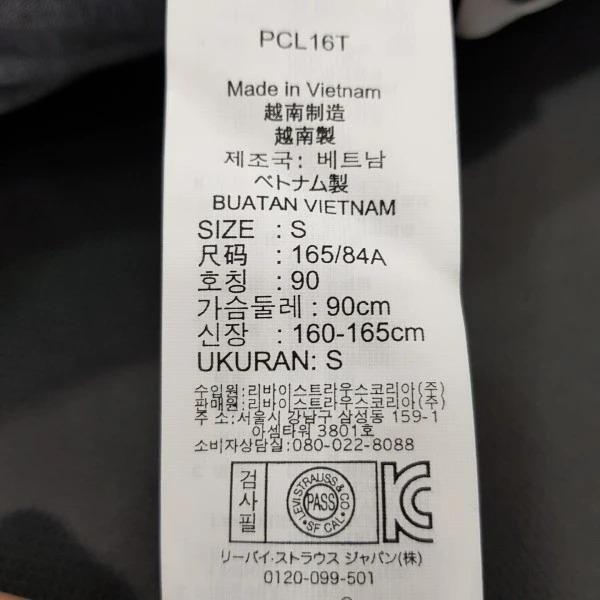 PCL16T
Made in Vietnam
越南制造
越南製
제조국: 베트남
ベトナム製
BUATAN VIETNAM
SIZE : S
尺码 : 165/84A
호칭 : 90
가슴둘레 : 90cm
신장 : 160-165cm
UKURAN: S
수입원:리바이스트라우스코리아(주)
판매원:리바이스트라우스코리아(주)
주 소:서울시 강남구 삼성동 159-1
아셈타워 3801호
소비자상담실:080-022-8088
검사필
LEVI STRAUSS & CO
PASS
SF CAL
リーバイ·ストラウス ジャパン(株)
0120-099-501